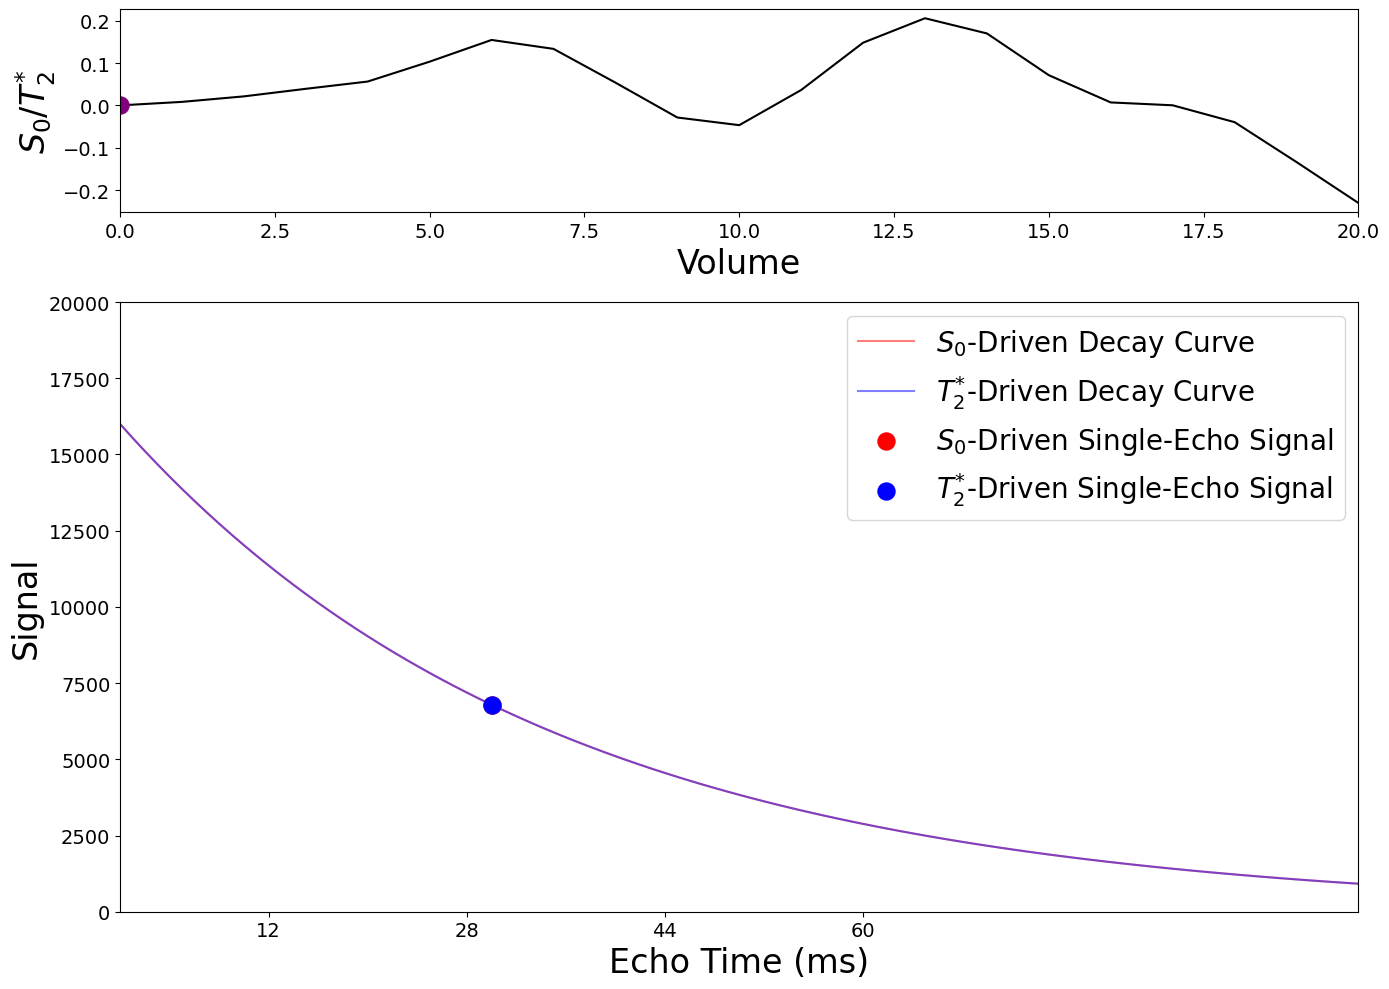 S₀/T₂*
0.2
0.1
0.0
−0.1
−0.2
0.0 2.5 5.0 7.5 10.0 12.5 15.0 17.5 20.0
Volume
Signal
20000
17500
15000
12500
10000
7500
5000
2500
0
S₀-Driven Decay Curve
T₂*-Driven Decay Curve
S₀-Driven Single-Echo Signal
T₂*-Driven Single-Echo Signal
12 28 44 60
Echo Time (ms)